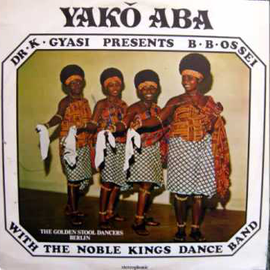 YAKŎ ABA
DR·K·GYASI PRESENTS B·B·OSSEI
THE GOLDEN STOOL DANCERS
BERLIN
WITH THE NOBLE KINGS DANCE BAND
Stereophonic